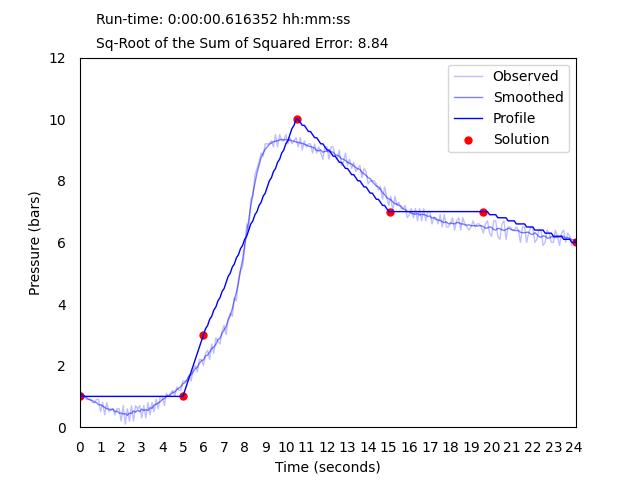 Run-time: 0:00:00.616352 hh:mm:ss
Sq-Root of the Sum of Squared Error: 8.84
12
10
8
6
4
2
0
Pressure (bars)
Observed
Smoothed
Profile
Solution
0 1 2 3 4 5 6 7 8 9 10 11 12 13 14 15 16 17 18 19 20 21 22 23 24
Time (seconds)